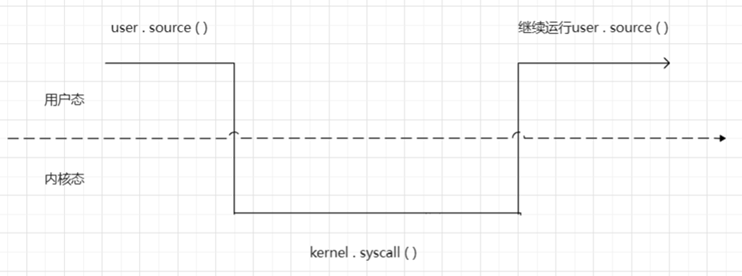 user . source ( )
继续运行user . source ( )
用户态
内核态
kernel . syscall ( )